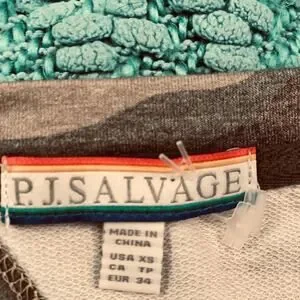 P.J.SALVAGE
MADE IN
CHINA
USA XS
CA TP
EUR 34